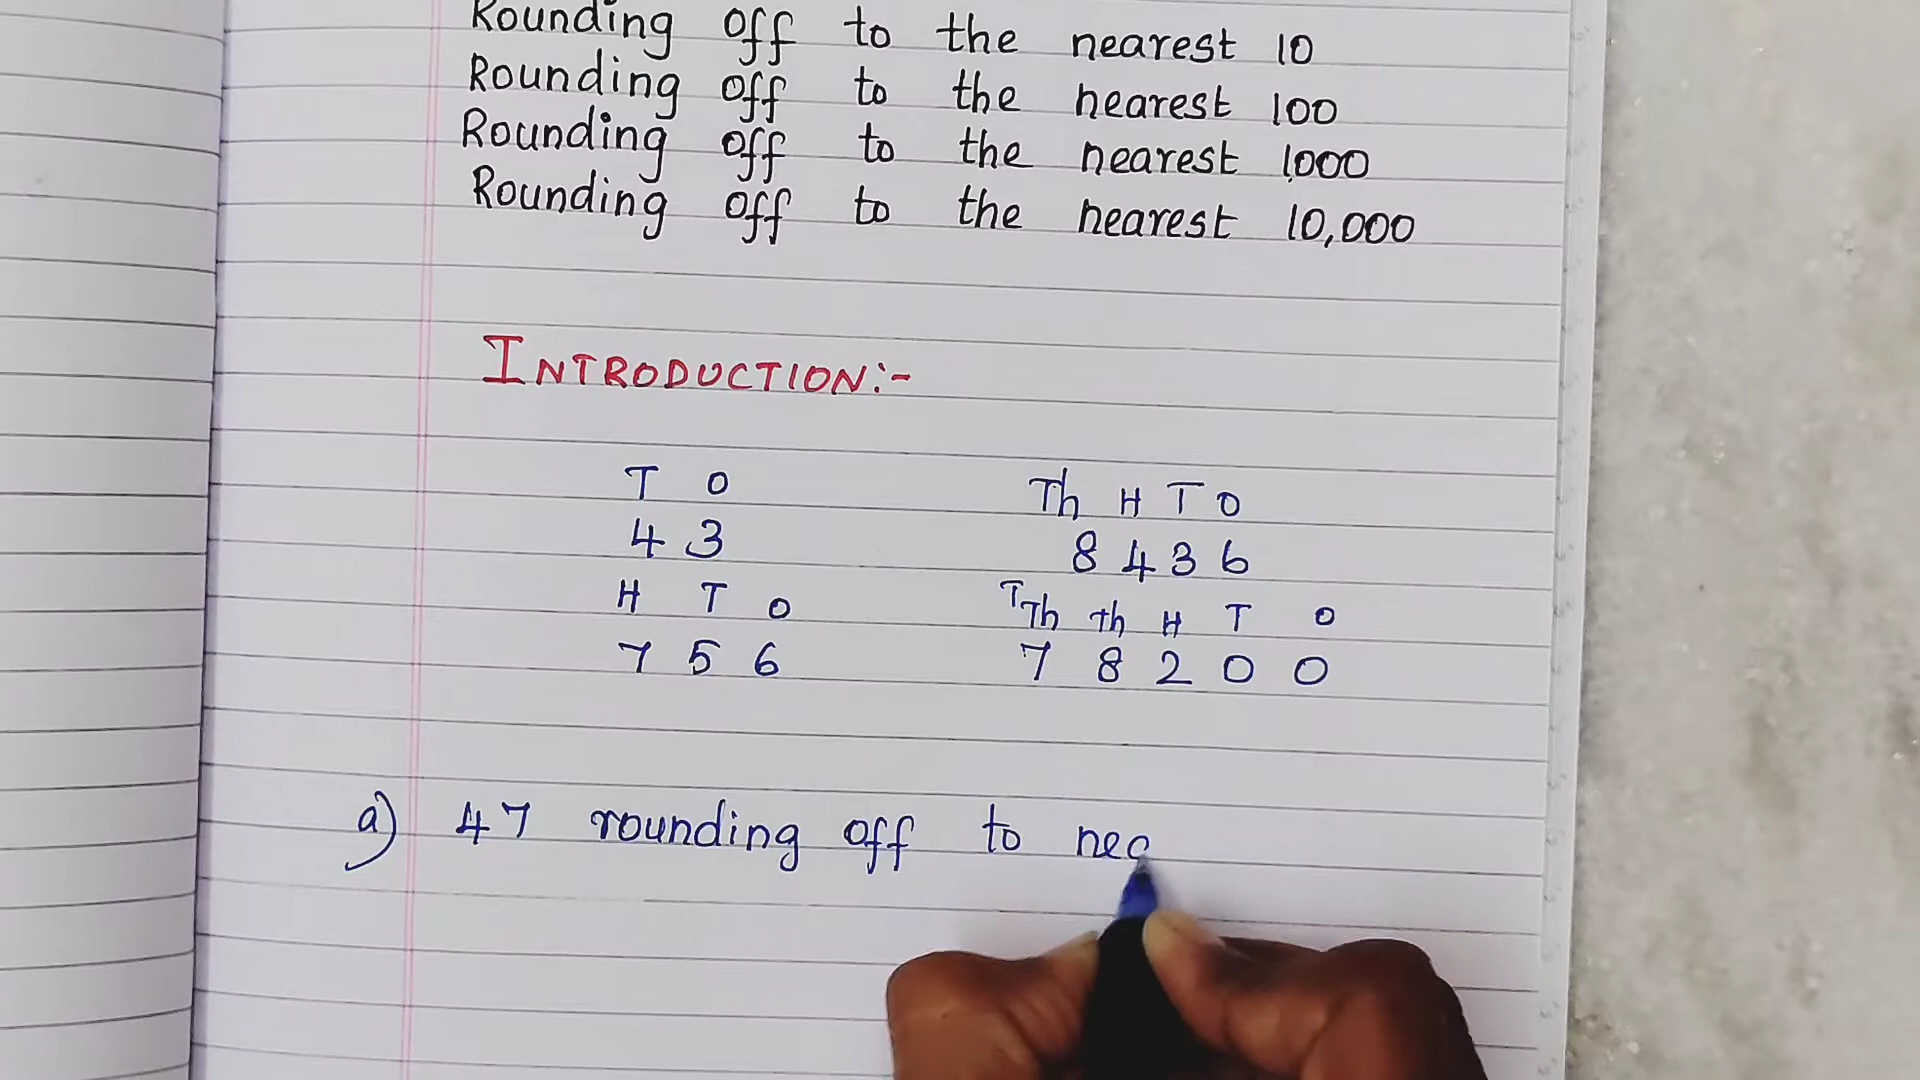 Rounding off to the nearest 10
Rounding off to the nearest 100
Rounding off to the nearest 1,000
Rounding off to the nearest 10,000
INTRODUCTION:-
T O
4 3
H T O
7 5 6
Th H T O
8 4 3 6
TTh th H T O
7 8 2 0 0
a) 47 rounding off to nea